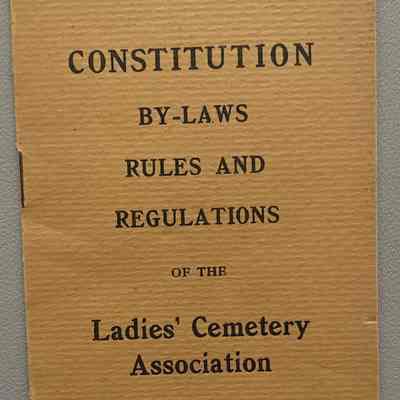 CONSTITUTION
BY-LAWS
RULES AND
REGULATIONS
OF THE
Ladies' Cemetery
Association